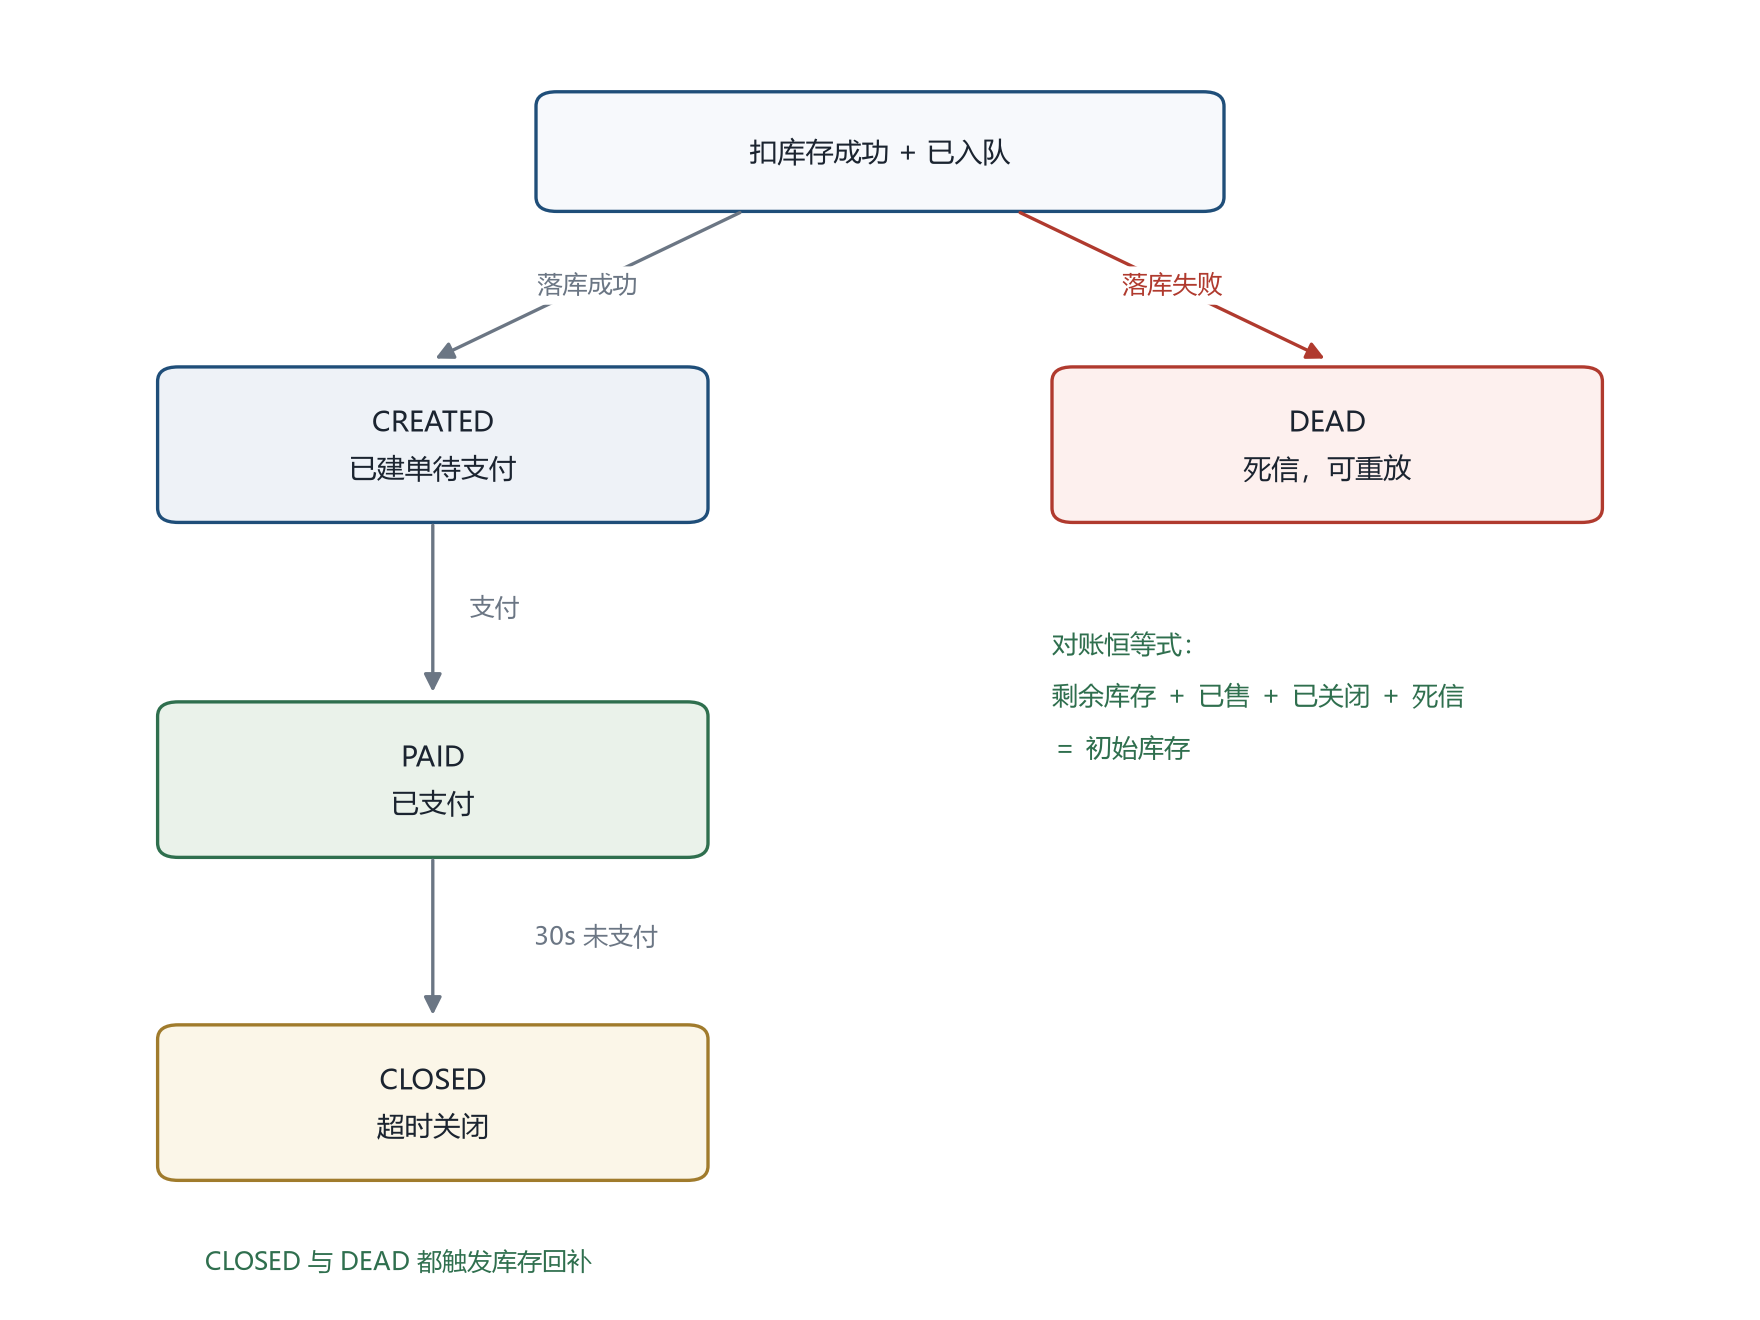 扣库存成功 + 已入队
落库成功
落库失败
CREATED
已建单待支付
DEAD
死信，可重放
支付
对账恒等式：
剩余库存 + 已售 + 已关闭 + 死信
= 初始库存
PAID
已支付
30s 未支付
CLOSED
超时关闭
CLOSED 与 DEAD 都触发库存回补